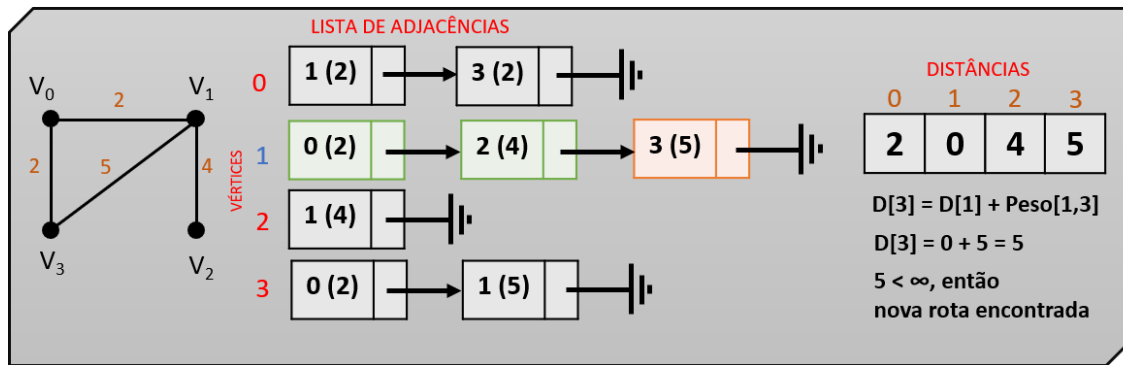 LISTA DE ADJACÊNCIAS
V0 V1
2
2 5 4
V3 V2
VÉRTICES
0 1 (2) 3 (2)
1 0 (2) 2 (4) 3 (5)
2 1 (4)
3 0 (2) 1 (5)
DISTÂNCIAS
0 1 2 3
2 0 4 5
D[3] = D[1] + Peso[1,3]
D[3] = 0 + 5 = 5
5 < ∞, então
nova rota encontrada